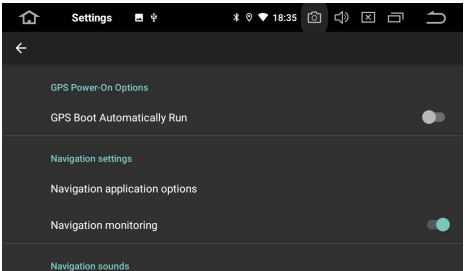 Settings 18:35
GPS Power-On Options
GPS Boot Automatically Run
Navigation settings
Navigation application options
Navigation monitoring
Navigation sounds